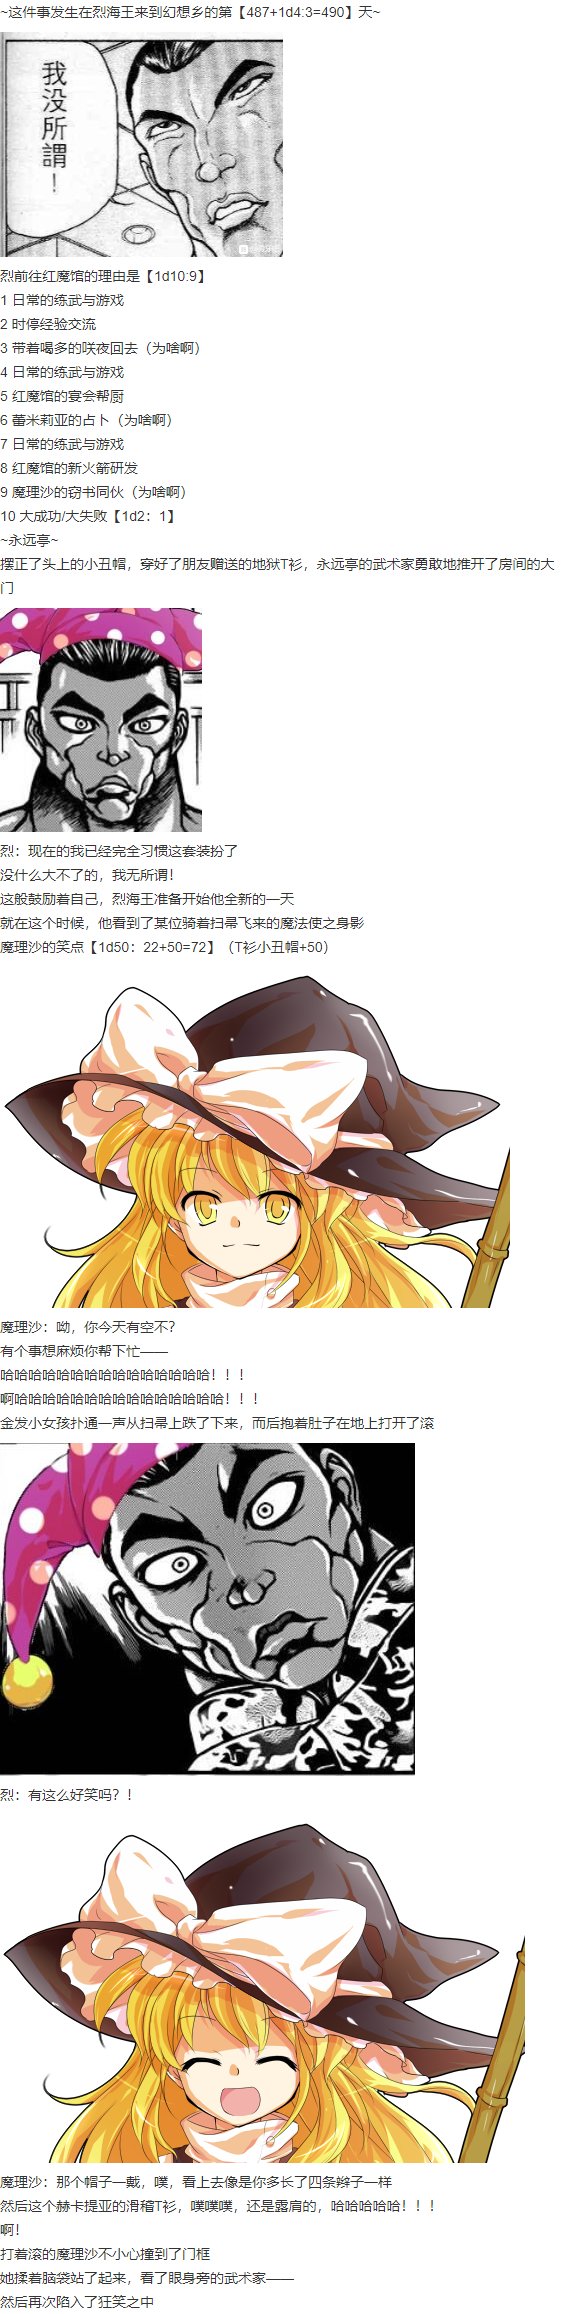 ~这件事发生在烈海王来到幻想乡的第【487+1d4:3=490】天~
我没所謂！
烈前往红魔馆的理由是【1d10:9】
1 日常的练武与游戏
2 时停经验交流
3 带着喝多的咲夜回去（为啥啊）
4 日常的练武与游戏
5 红魔馆的宴会帮厨
6 蕾米莉亚的占卜（为啥啊）
7 日常的练武与游戏
8 红魔馆的新火箭研发
9 魔理沙的窃书同伙（为啥啊）
10 大成功/大失败【1d2：1】
~永远亭~
摆正了头上的小丑帽，穿好了朋友赠送的地狱T衫，永远亭的武术家勇敢地推开了房间的大
门
烈：现在的我已经完全习惯这套装扮了
没什么大不了的，我无所谓！
这般鼓励着自己，烈海王准备开始他全新的一天
就在这个时候，他看到了某位骑着扫帚飞来的魔法使之身影
魔理沙的笑点【1d50：22+50=72】（T衫小丑帽+50）
魔理沙：呦，你今天有空不？
有个事想麻烦你帮下忙——
哈哈哈哈哈哈哈哈哈哈哈哈哈哈哈！！！
啊哈哈哈哈哈哈哈哈哈哈哈哈哈哈哈！！！
金发小女孩扑通一声从扫帚上跌了下来，而后抱着肚子在地上打开了滚
烈：有这么好笑吗？！
魔理沙：那个帽子一戴，噗，看上去像是你多长了四条辫子一样
然后这个赫卡提亚的滑稽T衫，噗噗噗，还是露肩的，哈哈哈哈哈！！！
啊！
打着滚的魔理沙不小心撞到了门框
她揉着脑袋站了起来，看了眼身旁的武术家——
然后再次陷入了狂笑之中